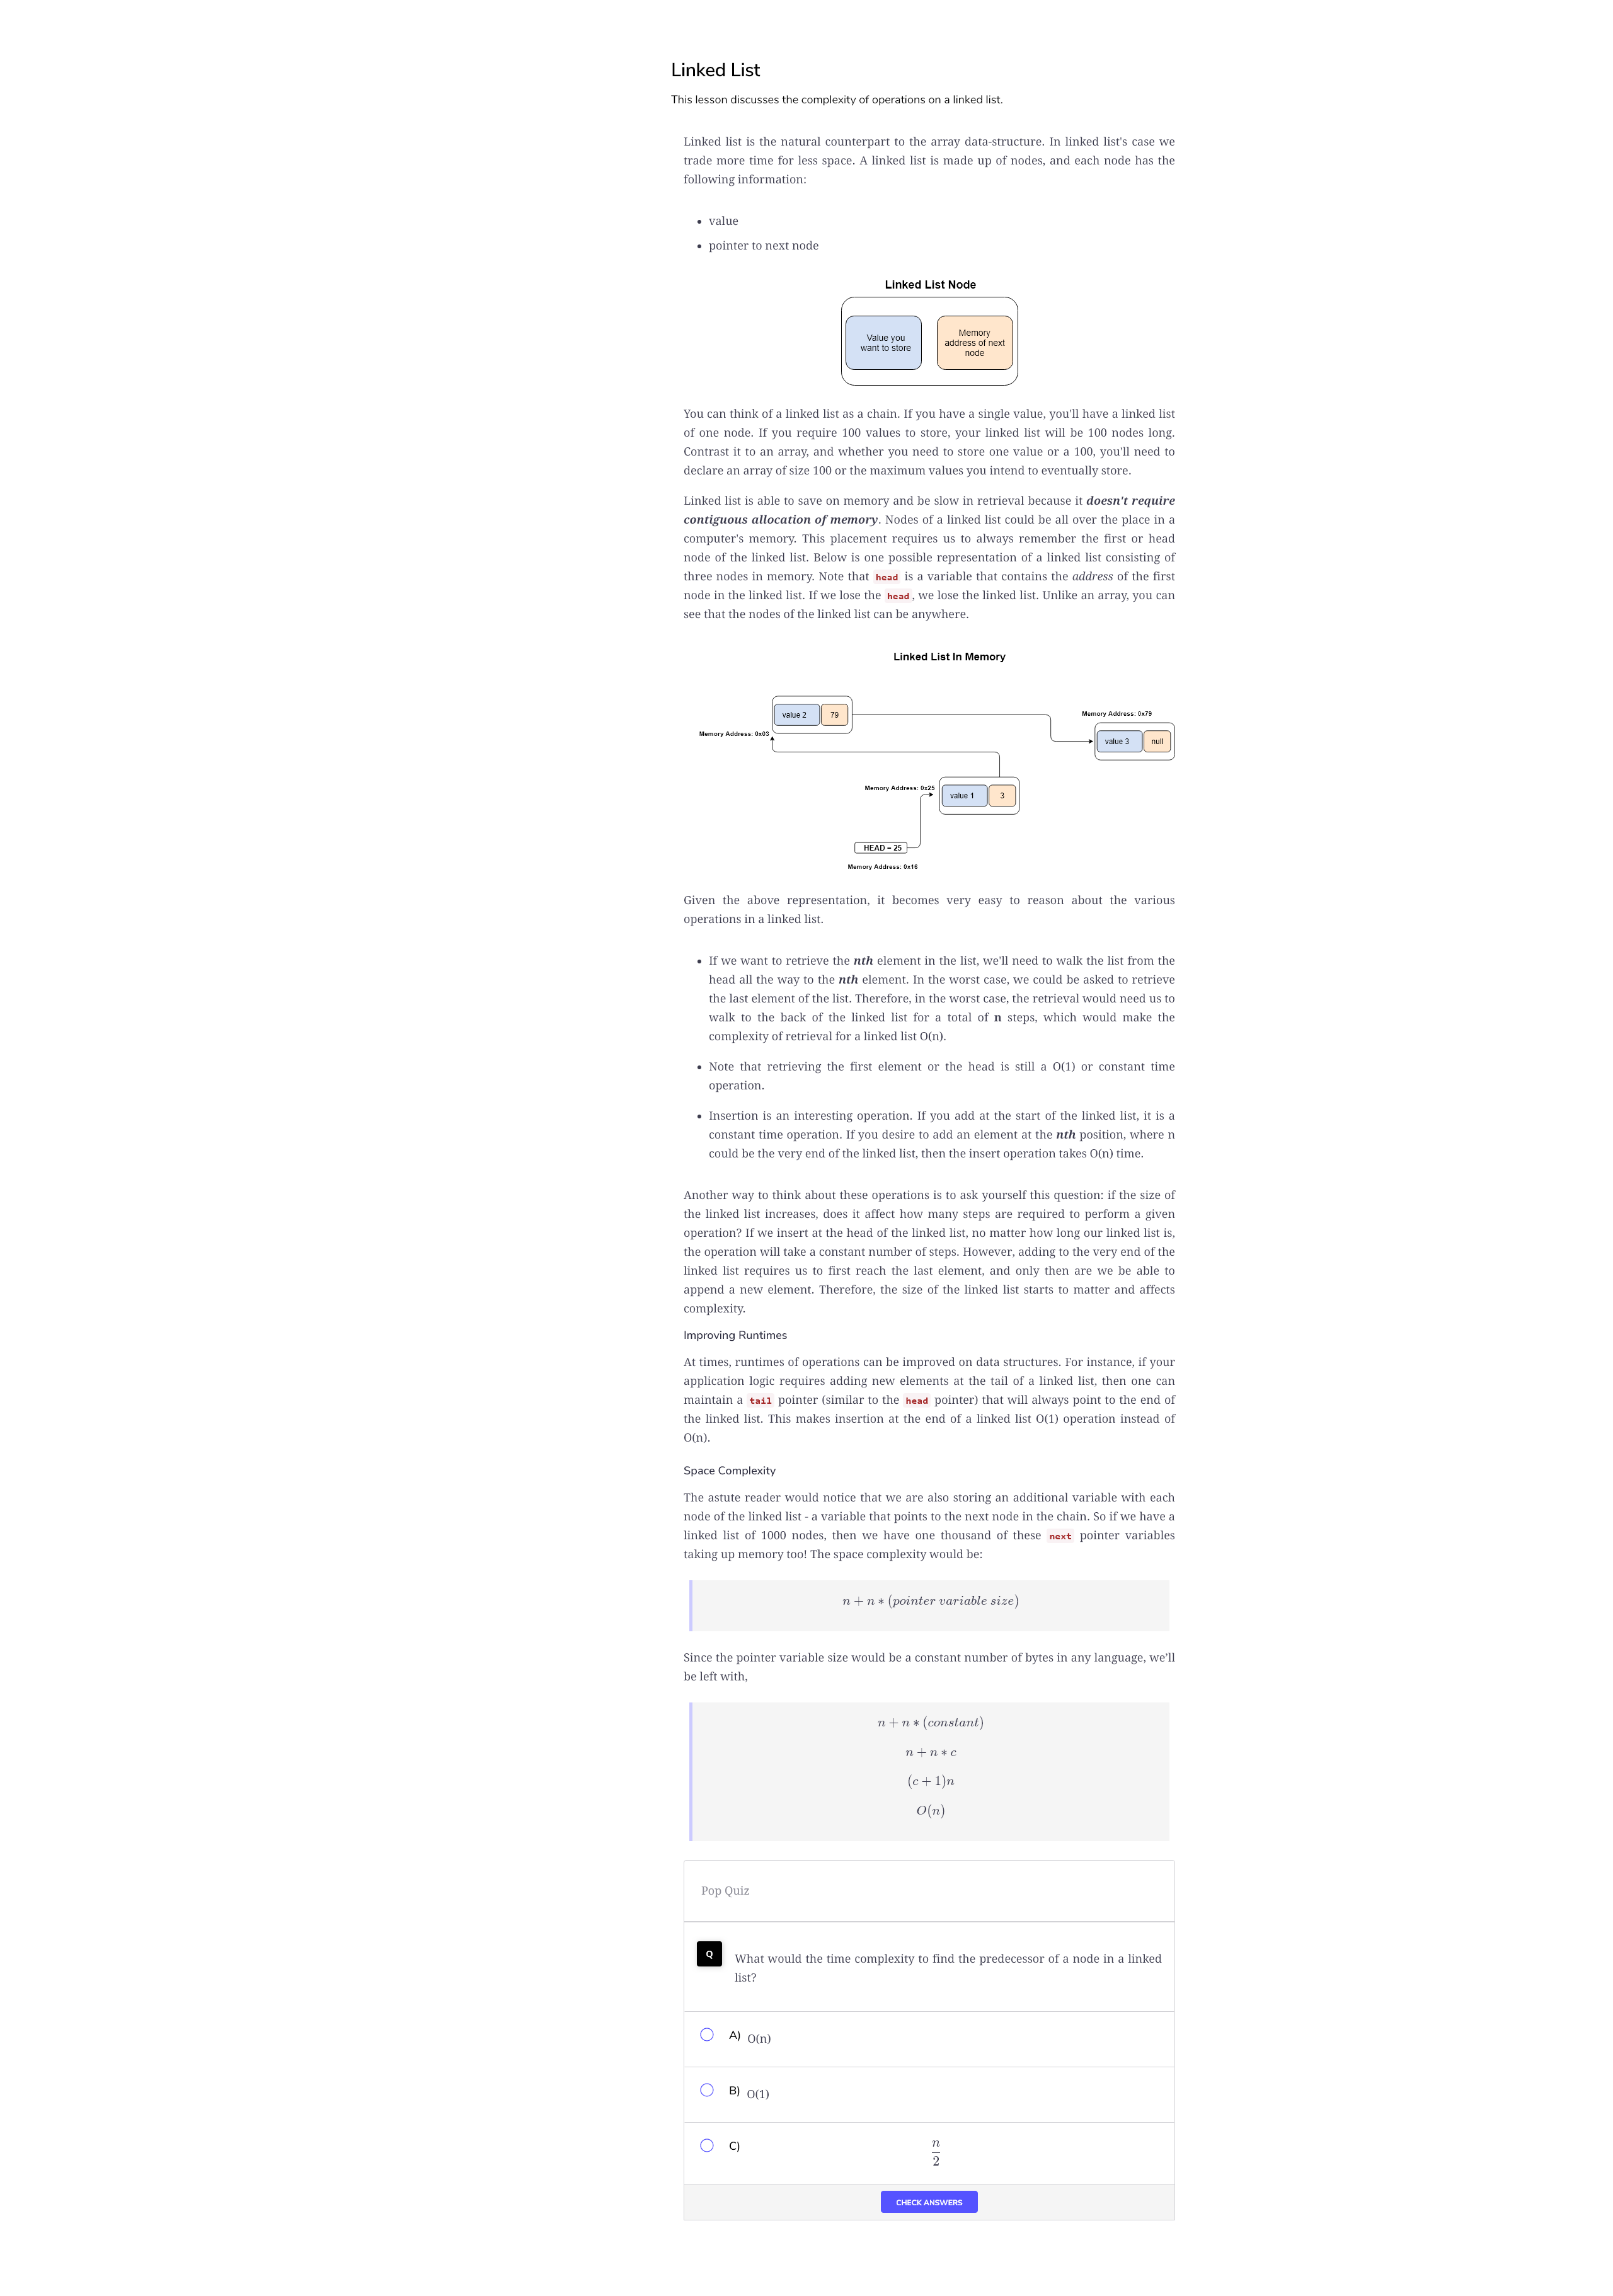 Linked List
This lesson discusses the complexity of operations on a linked list.
Linked list is the natural counterpart to the array data-structure. In linked list's case we
trade more time for less space. A linked list is made up of nodes, and each node has the
following information:
• value
• pointer to next node
Linked List Node
Value you
want to store
Memory
address of next
node
You can think of a linked list as a chain. If you have a single value, you'll have a linked list
of one node. If you require 100 values to store, your linked list will be 100 nodes long.
Contrast it to an array, and whether you need to store one value or a 100, you'll need to
declare an array of size 100 or the maximum values you intend to eventually store.
Linked list is able to save on memory and be slow in retrieval because it doesn't require
contiguous allocation of memory. Nodes of a linked list could be all over the place in a
computer's memory. This placement requires us to always remember the first or head
node of the linked list. Below is one possible representation of a linked list consisting of
three nodes in memory. Note that head is a variable that contains the address of the first
node in the linked list. If we lose the head, we lose the linked list. Unlike an array, you can
see that the nodes of the linked list can be anywhere.
Linked List In Memory
value 2 79
Memory Address: 0x03
Memory Address: 0x79
value 3 null
Memory Address: 0x25
value 1 3
HEAD = 25
Memory Address: 0x16
Given the above representation, it becomes very easy to reason about the various
operations in a linked list.
• If we want to retrieve the nth element in the list, we'll need to walk the list from the
head all the way to the nth element. In the worst case, we could be asked to retrieve
the last element of the list. Therefore, in the worst case, the retrieval would need us to
walk to the back of the linked list for a total of n steps, which would make the
complexity of retrieval for a linked list O(n).
• Note that retrieving the first element or the head is still a O(1) or constant time
operation.
• Insertion is an interesting operation. If you add at the start of the linked list, it is a
constant time operation. If you desire to add an element at the nth position, where n
could be the very end of the linked list, then the insert operation takes O(n) time.
Another way to think about these operations is to ask yourself this question: if the size of
the linked list increases, does it affect how many steps are required to perform a given
operation? If we insert at the head of the linked list, no matter how long our linked list is,
the operation will take a constant number of steps. However, adding to the very end of the
linked list requires us to first reach the last element, and only then are we be able to
append a new element. Therefore, the size of the linked list starts to matter and affects
complexity.
Improving Runtimes
At times, runtimes of operations can be improved on data structures. For instance, if your
application logic requires adding new elements at the tail of a linked list, then one can
maintain a tail pointer (similar to the head pointer) that will always point to the end of
the linked list. This makes insertion at the end of a linked list O(1) operation instead of
O(n).
Space Complexity
The astute reader would notice that we are also storing an additional variable with each
node of the linked list - a variable that points to the next node in the chain. So if we have a
linked list of 1000 nodes, then we have one thousand of these next pointer variables
taking up memory too! The space complexity would be:
n + n ∗ (pointer variable size)
Since the pointer variable size would be a constant number of bytes in any language, we'll
be left with,
n + n ∗ (constant)
n + n ∗ c
(c + 1)n
O(n)
Pop Quiz
Q What would the time complexity to find the predecessor of a node in a linked
list?
A) O(n)
B) O(1)
C) n/2
CHECK ANSWERS